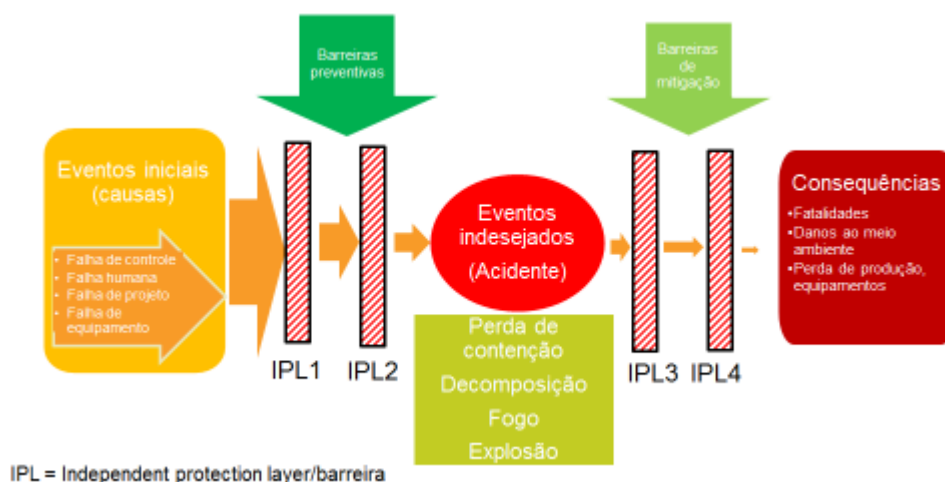 Barreiras
preventivas
Barreiras
de
mitigação
Eventos iniciais
(causas)
• Falha de controle
• Falha humana
• Falha de projeto
• Falha de
equipamento
IPL1
IPL2
Eventos
indesejados
(Acidente)
Perda de
contenção
Decomposição
Fogo
Explosão
IPL3
IPL4
Consequências
•Fatalidades
•Danos ao meio
ambiente
•Perda de produção,
equipamentos
IPL = Independent protection layer/barreira